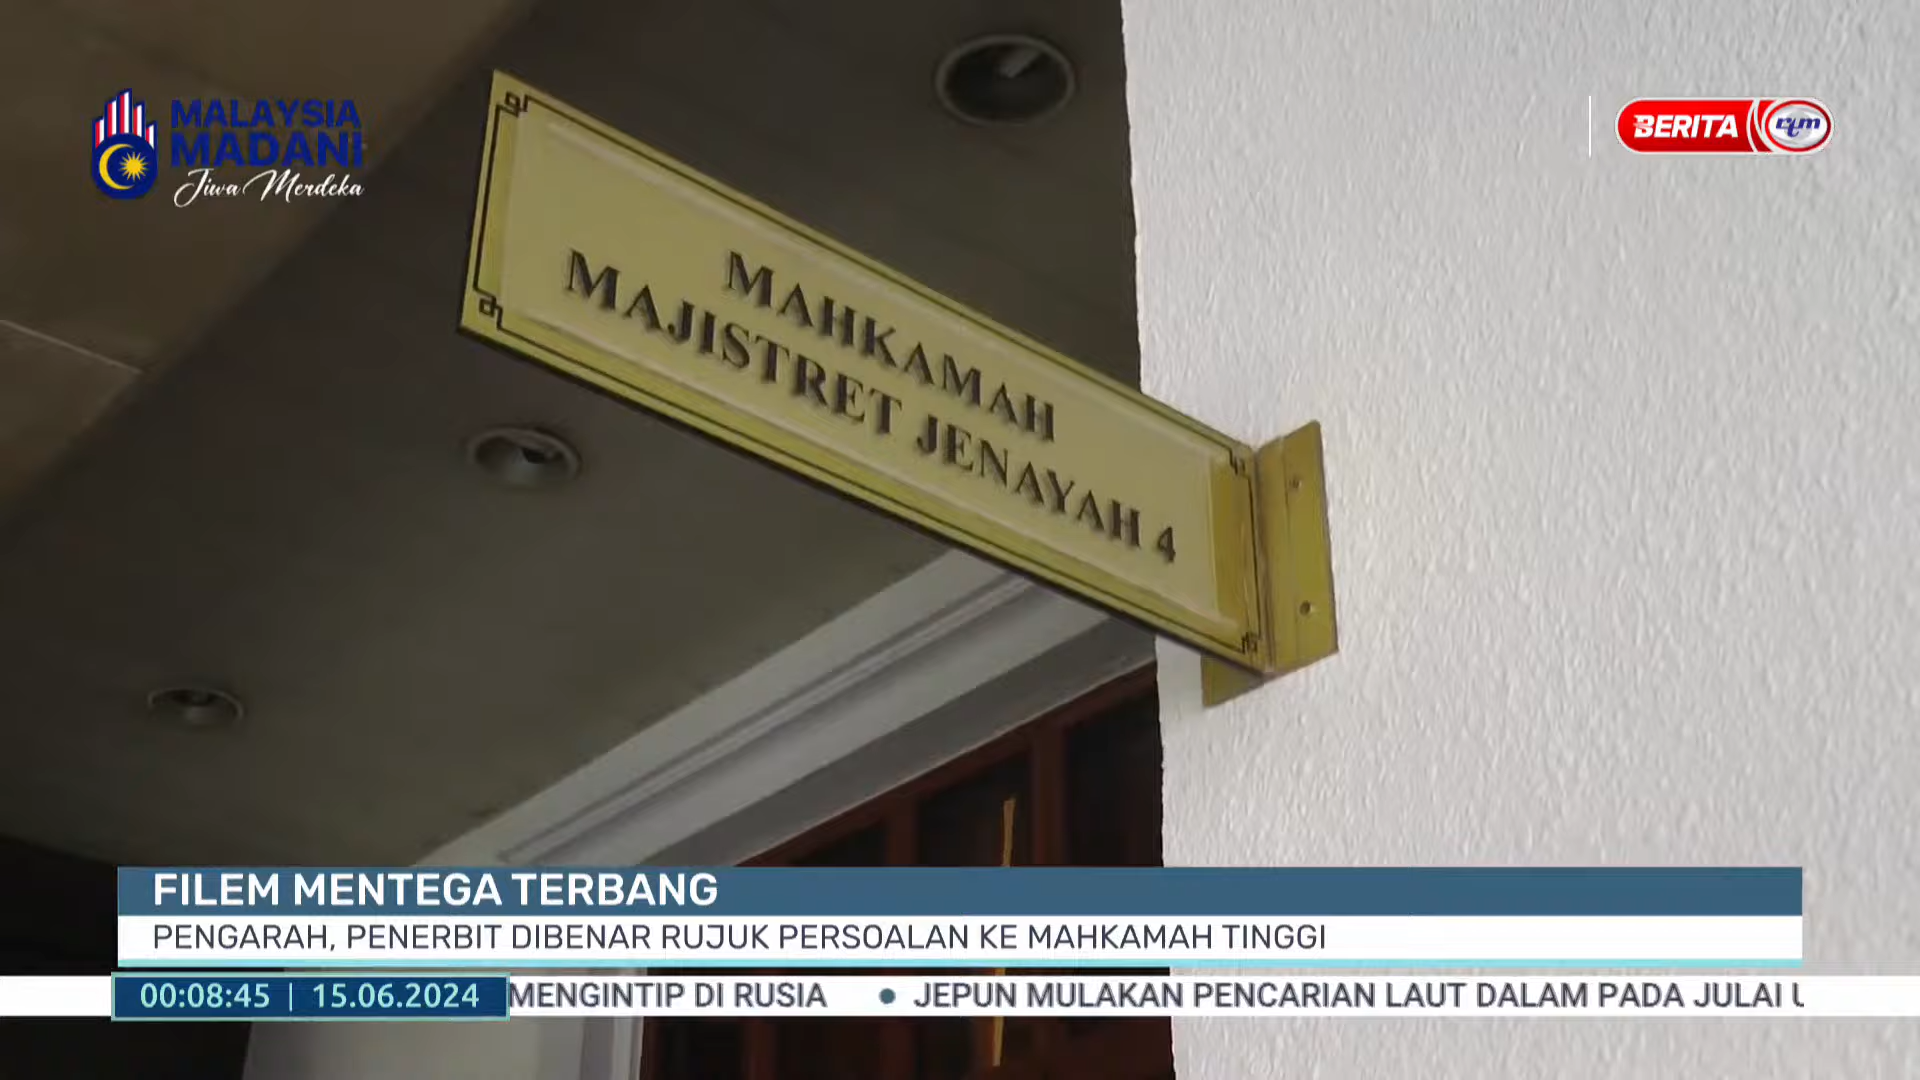 MALAYSIA
MADANI
Jiwa Merdeka
BERITA rtm
MAHKAMAH
MAJISTRET JENAYAH 4
FILEM MENTEGA TERBANG
PENGARAH, PENERBIT DIBENAR RUJUK PERSOALAN KE MAHKAMAH TINGGI
00:08:45 | 15.06.2024 MENGINTIP DI RUSIA • JEPUN MULAKAN PENCARIAN LAUT DALAM PADA JULAI